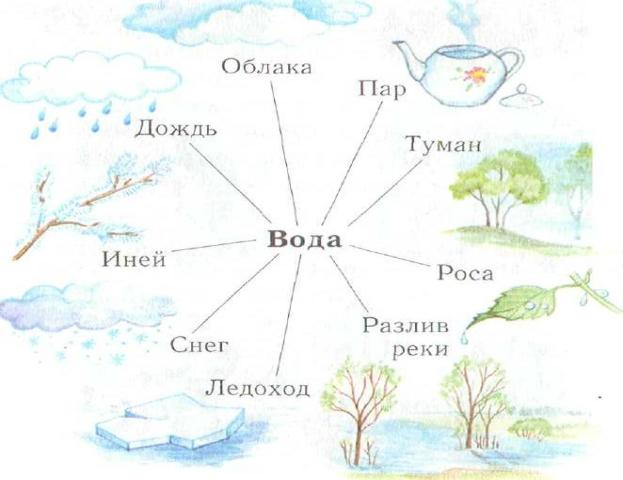 Облака
Пар
Дождь
Туман
Вода
Иней
Роса
Разлив
реки
Снег
Ледоход